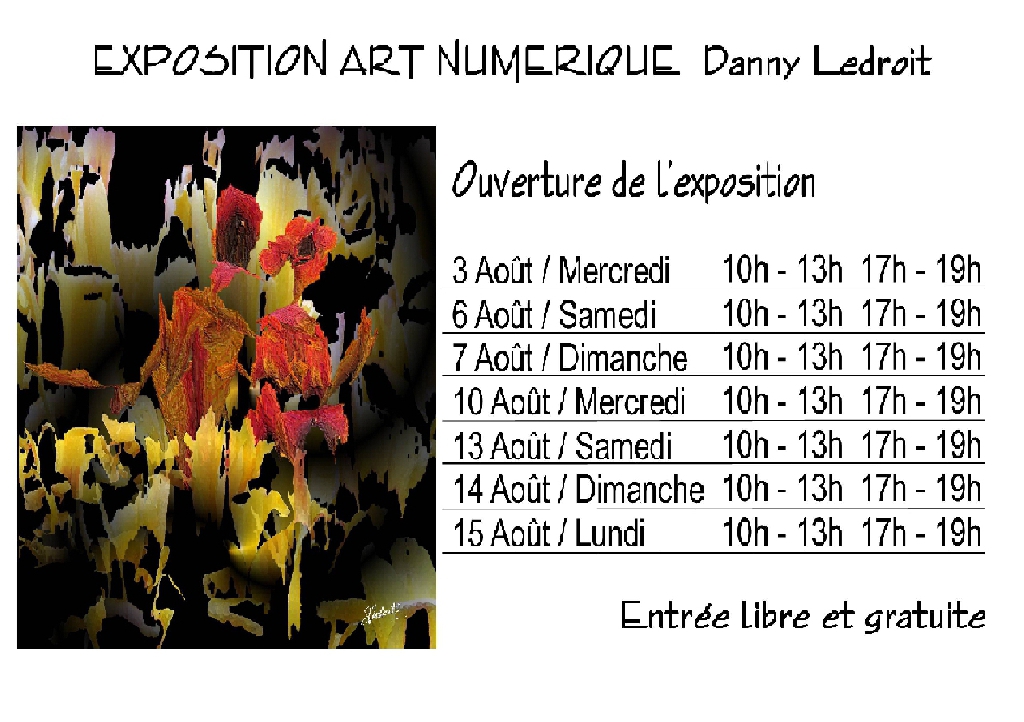 EXPOSITION ART NUMERIQUE Danny Ledroit
Ouverture de l'exposition
3 Août / Mercredi 10h - 13h 17h - 19h
6 Août / Samedi 10h - 13h 17h - 19h
7 Août / Dimanche 10h - 13h 17h - 19h
10 Août / Mercredi 10h - 13h 17h - 19h
13 Août / Samedi 10h - 13h 17h - 19h
14 Août / Dimanche 10h - 13h 17h - 19h
15 Août / Lundi 10h - 13h 17h - 19h
Entrée libre et gratuite